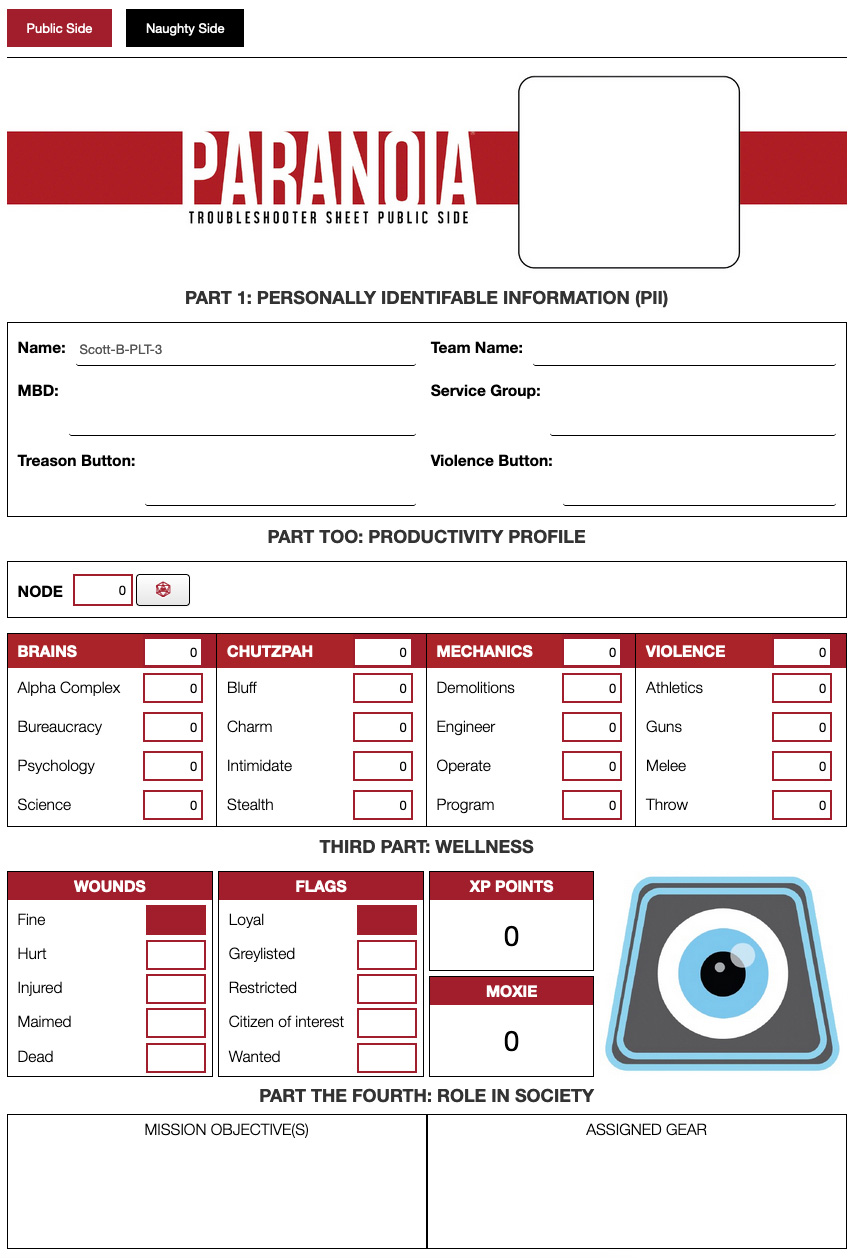 Public Side Naughty Side
PARANOIA
TROUBLESHOOTER SHEET PUBLIC SIDE
PART 1: PERSONALLY IDENTIFABLE INFORMATION (PII)
Name: Scott-B-PLT-3 Team Name:
MBD: Service Group:
Treason Button: Violence Button:
PART TOO: PRODUCTIVITY PROFILE
NODE 0
BRAINS 0 CHUTZPAH 0 MECHANICS 0 VIOLENCE 0
Alpha Complex 0 Bluff 0 Demolitions 0 Athletics 0
Bureaucracy 0 Charm 0 Engineer 0 Guns 0
Psychology 0 Intimidate 0 Operate 0 Melee 0
Science 0 Stealth 0 Program 0 Throw 0
THIRD PART: WELLNESS
WOUNDS FLAGS XP POINTS
Fine Loyal 0
Hurt Greylisted
Injured Restricted MOXIE
Maimed Citizen of interest 0
Dead Wanted
PART THE FOURTH: ROLE IN SOCIETY
MISSION OBJECTIVE(S) ASSIGNED GEAR